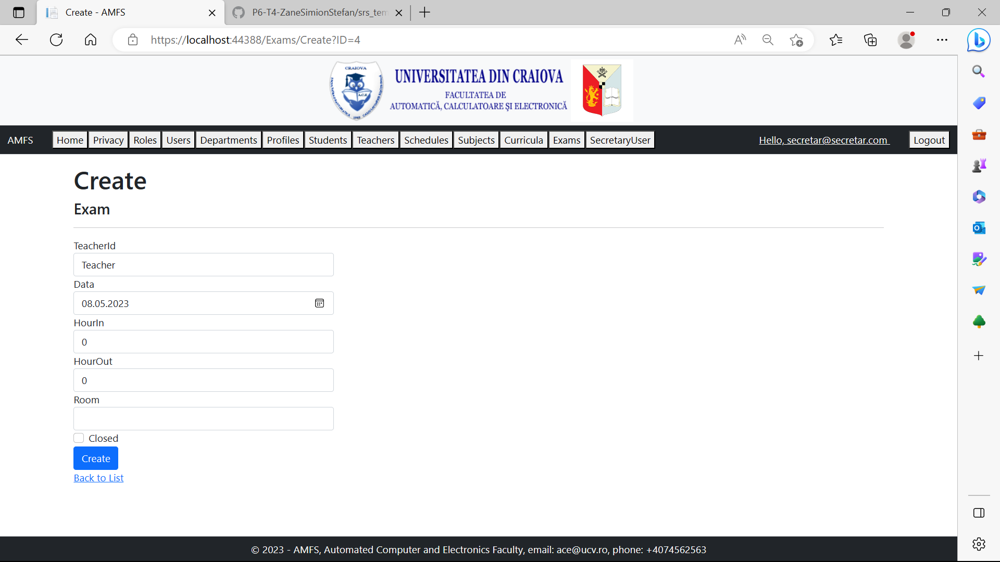 Create - AMFS
P6-T4-ZaneSimionStefan/srs_tem
https://localhost:44388/Exams/Create?ID=4
CRAIOVA
A.C.E.
1965
UNIVERSITATEA DIN CRAIOVA
FACULTATEA DE
AUTOMATICĂ, CALCULATOARE ȘI ELECTRONICĂ
AMFS Home Privacy Roles Users Departments Profiles Students Teachers Schedules Subjects Curricula Exams SecretaryUser Hello, secretar@secretar.com Logout
Create
Exam
TeacherId
Teacher
Data
08.05.2023
HourIn
0
HourOut
0
Room
Closed
Create
Back to List
© 2023 - AMFS, Automated Computer and Electronics Faculty, email: ace@ucv.ro, phone: +4074562563